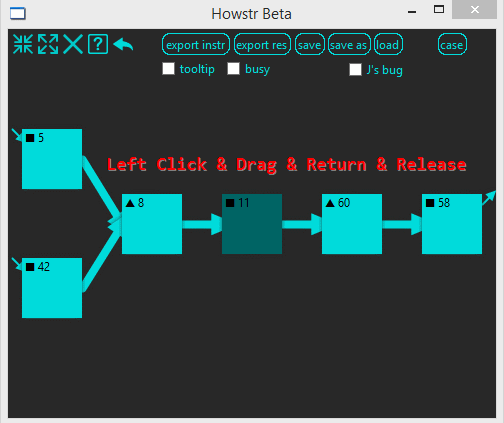 Howstr Beta
export instr export res save save as load case
tooltip busy J's bug
5
Left Click & Drag & Return & Release
8 11 60 58
42